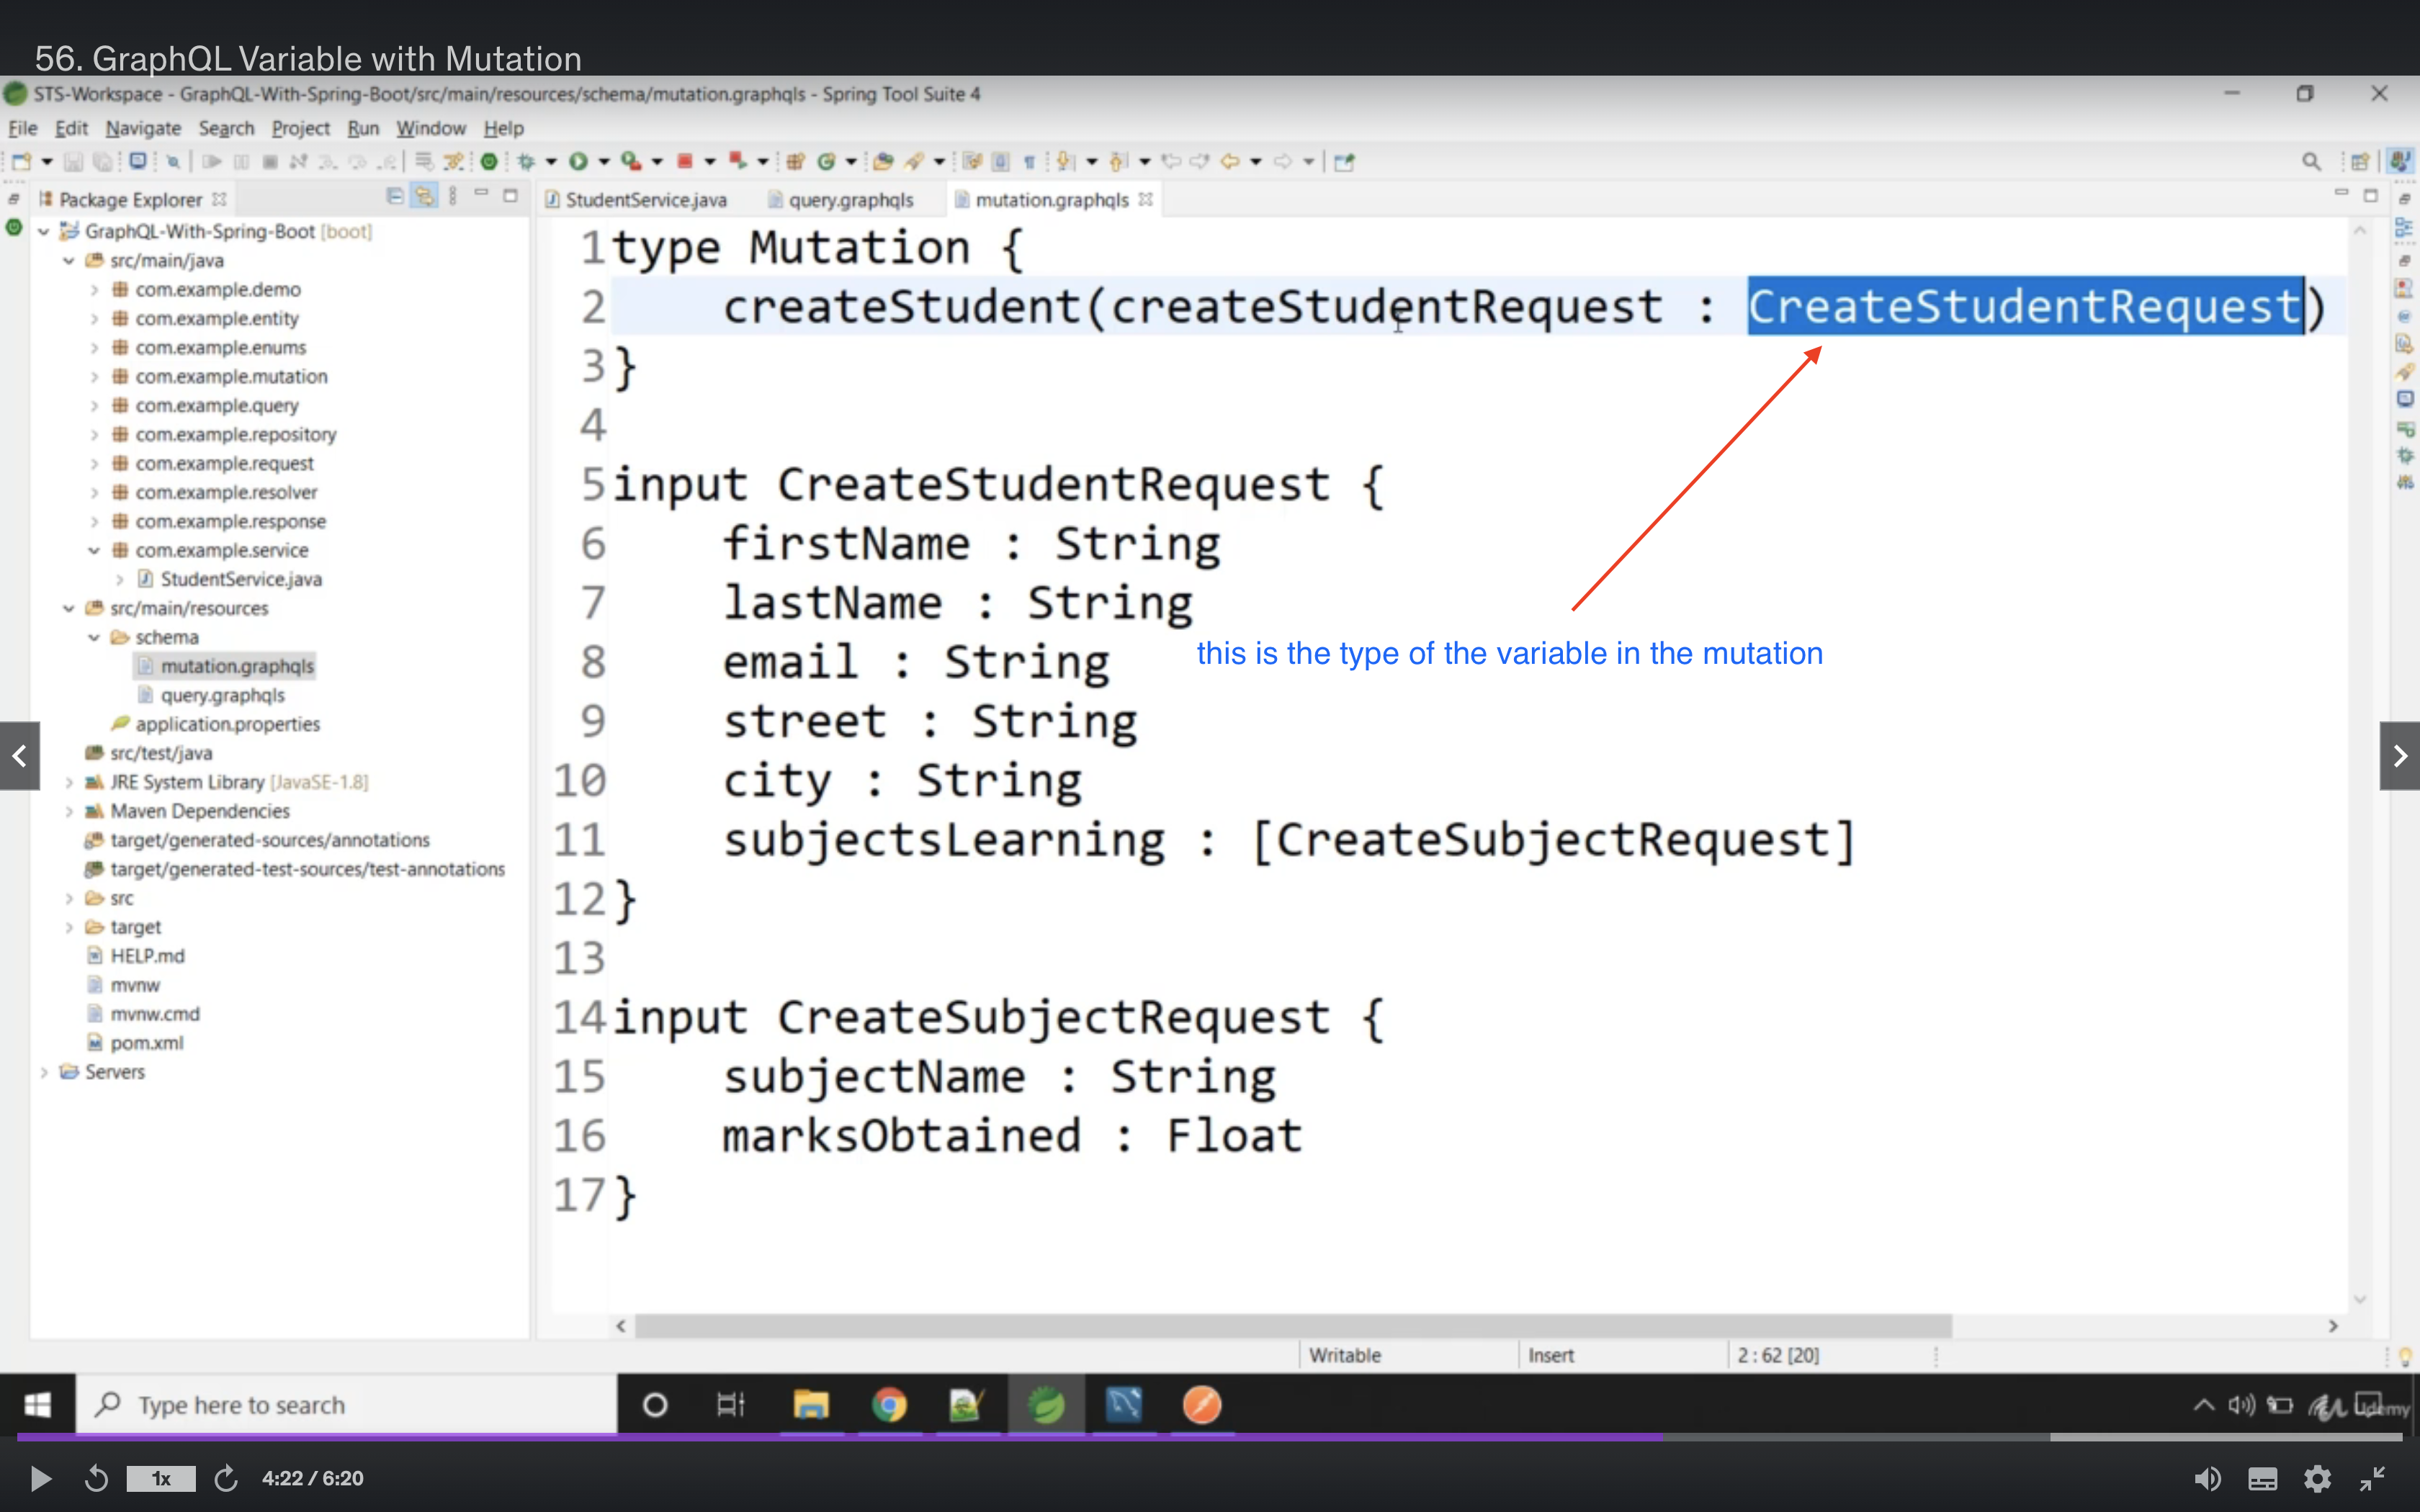 56. GraphQL Variable with Mutation
STS-Workspace - GraphQL-With-Spring-Boot/src/main/resources/schema/mutation.graphqls - Spring Tool Suite 4
File Edit Navigate Search Project Run Window Help
Package Explorer
StudentService.java query.graphqls mutation.graphqls
GraphQL-With-Spring-Boot [boot]
src/main/java
com.example.demo
com.example.entity
com.example.enums
com.example.mutation
com.example.query
com.example.repository
com.example.request
com.example.resolver
com.example.response
com.example.service
StudentService.java
src/main/resources
schema
mutation.graphqls
query.graphqls
application.properties
src/test/java
JRE System Library [JavaSE-1.8]
Maven Dependencies
target/generated-sources/annotations
target/generated-test-sources/test-annotations
src
target
HELP.md
mvnw
mvnw.cmd
pom.xml
Servers
1 type Mutation {
2 createStudent(createStudentRequest : CreateStudentRequest)
3 }
4
5 input CreateStudentRequest {
6 firstName : String
7 lastName : String
this is the type of the variable in the mutation
8 email : String
9 street : String
10 city : String
11 subjectsLearning : [CreateSubjectRequest]
12 }
13
14 input CreateSubjectRequest {
15 subjectName : String
16 marksObtained : Float
17 }
Writable Insert 2 : 62 [20]
Type here to search
Udemy
1x 4:22 / 6:20